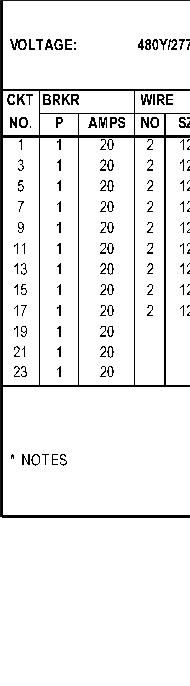 VOLTAGE: 480Y/277
CKT BRKR WIRE
NO. P AMPS NO SZ
1 1 20 2 12
3 1 20 2 12
5 1 20 2 12
7 1 20 2 12
9 1 20 2 12
11 1 20 2 12
13 1 20 2 12
15 1 20 2 12
17 1 20 2 12
19 1 20
21 1 20
23 1 20
* NOTES